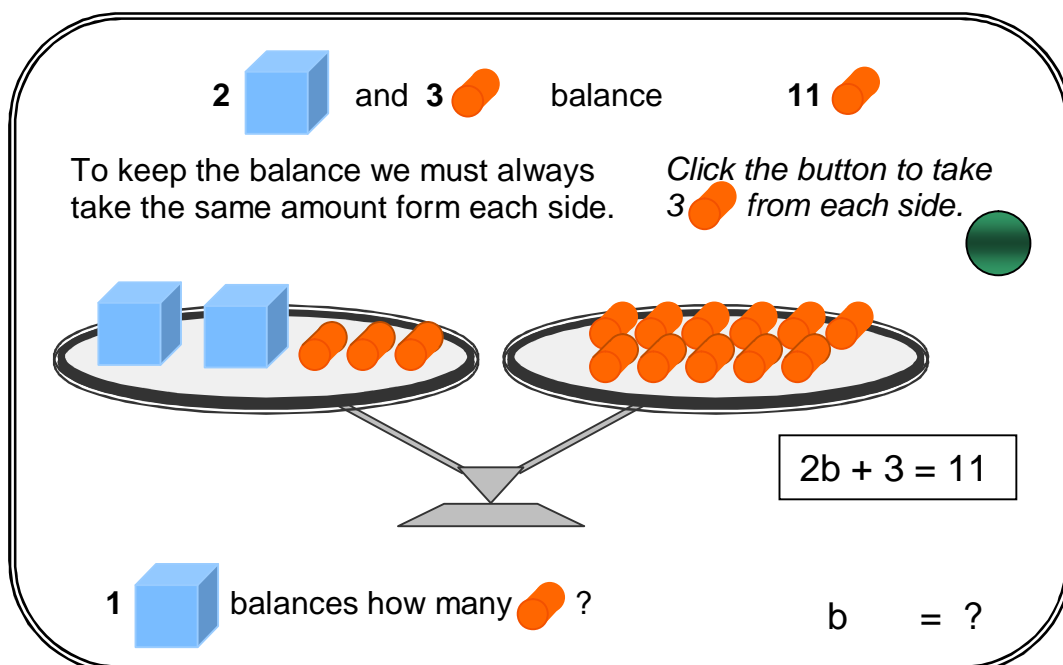 2 and 3 balance 11
To keep the balance we must always
take the same amount form each side.
Click the button to take
3 from each side.
2b + 3 = 11
1 balances how many ?
b = ?